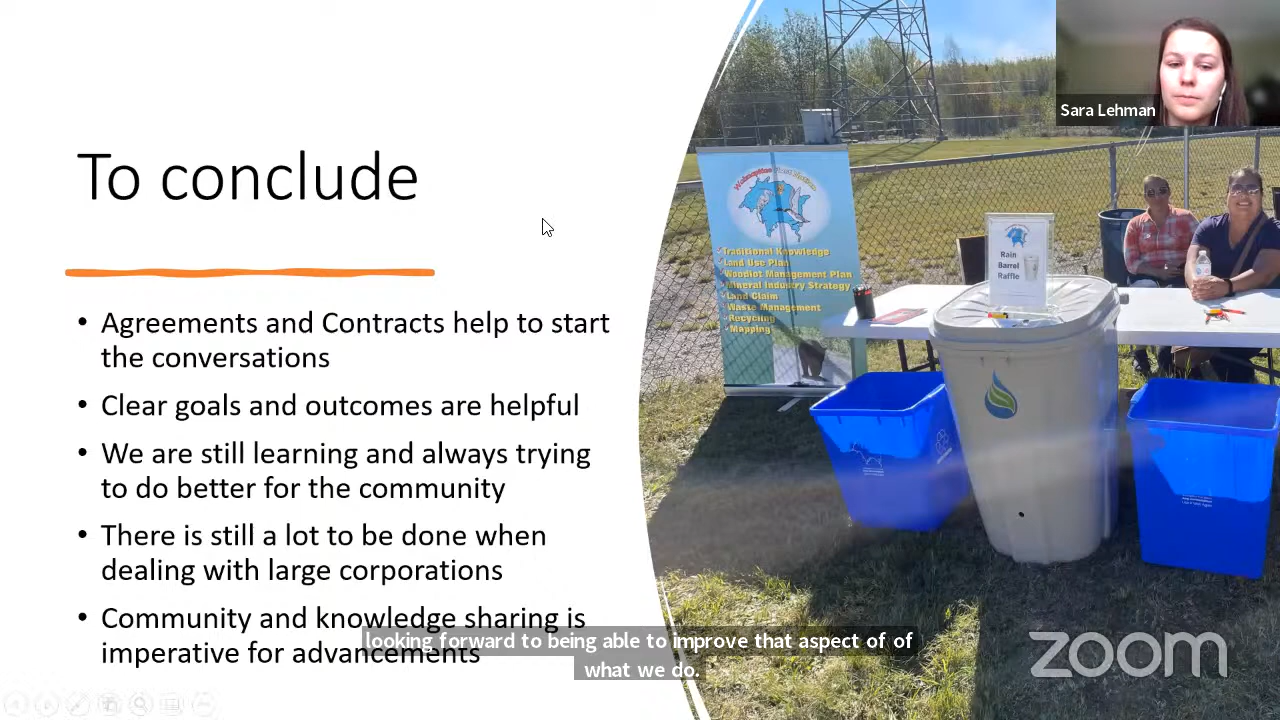 To conclude
• Agreements and Contracts help to start
the conversations
• Clear goals and outcomes are helpful
• We are still learning and always trying
to do better for the community
• There is still a lot to be done when
dealing with large corporations
• Community and knowledge sharing is
imperative for advancements
looking forward to being able to improve that aspect of of
what we do.
Sara Lehman
Traditional Knowledge
Land Use Plan
Woodlot Management Plan
Mineral Industry Strategy
Land Claim
Waste Management
Recycling
Mapping
Rain
Barrel
Raffle
zoom